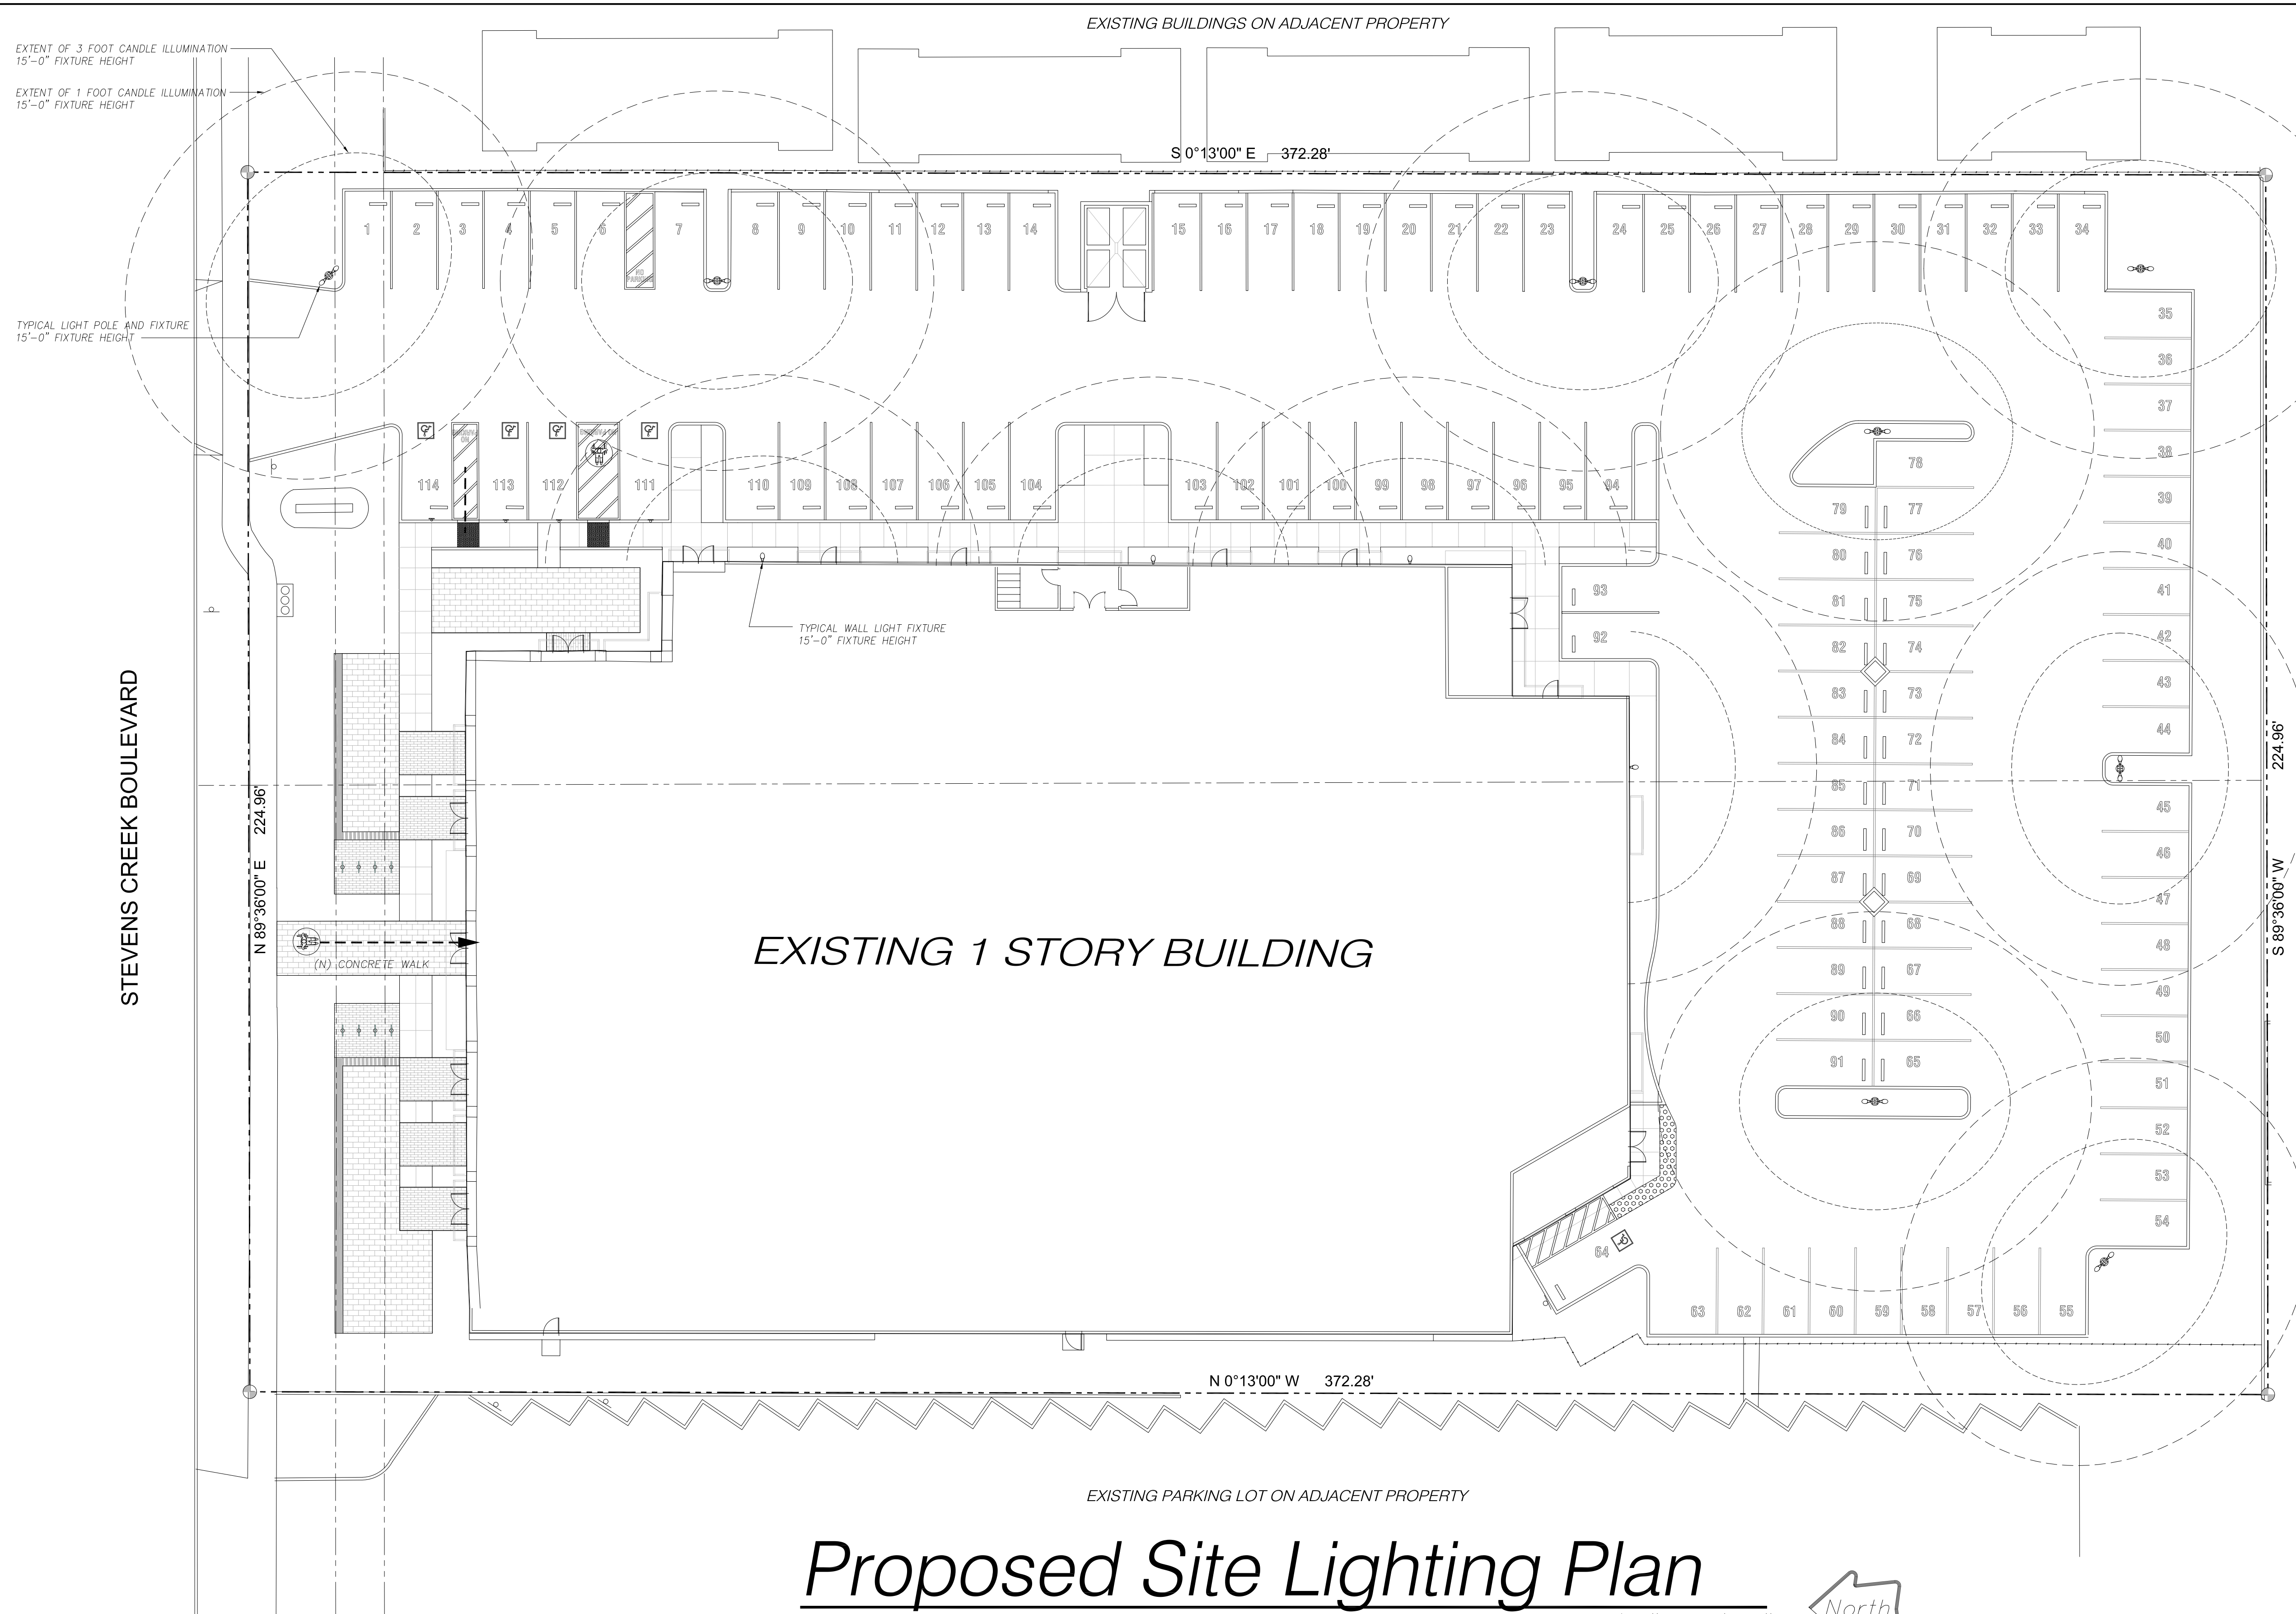 EXISTING BUILDINGS ON ADJACENT PROPERTY
EXTENT OF 3 FOOT CANDLE ILLUMINATION
15'-0" FIXTURE HEIGHT
EXTENT OF 1 FOOT CANDLE ILLUMINATION
15'-0" FIXTURE HEIGHT
S 0°13'00" E 372.28'
1 2 3 4 5 6 7 8 9 10 11 12 13 14 15 16 17 18 19 20 21 22 23 24 25 26 27 28 29 30 31 32 33 34
NO
PARKING
TYPICAL LIGHT POLE AND FIXTURE
15'-0" FIXTURE HEIGHT
35
36
37
38
39
40
41
42
43
44
45
46
47
48
49
50
51
52
53
54
NO
PARKING
NO PARKING
114 113 112 111 110 109 108 107 106 105 104 103 102 101 100 99 98 97 96 95 94
93
92
78
79 77
80 76
81 75
82 74
83 73
84 72
85 71
86 70
87 69
88 68
89 67
90 66
91 65
TYPICAL WALL LIGHT FIXTURE
15'-0" FIXTURE HEIGHT
STEVENS CREEK BOULEVARD
N 89°36'00" E 224.96'
S 89°36'00" W 224.96'
(N) CONCRETE WALK
EXISTING 1 STORY BUILDING
64
63 62 61 60 59 58 57 56 55
N 0°13'00" W 372.28'
EXISTING PARKING LOT ON ADJACENT PROPERTY
Proposed Site Lighting Plan
North